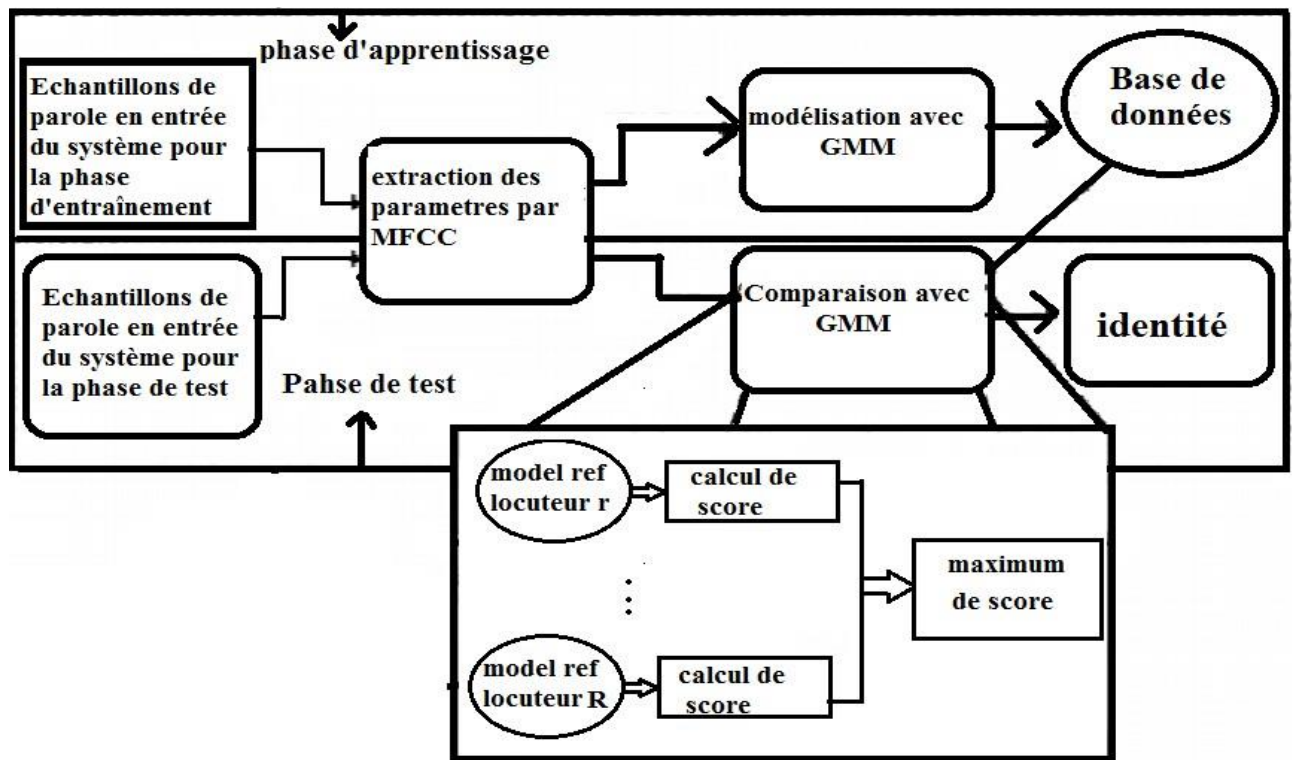 phase d'apprentissage
Echantillons de
parole en entrée
du système pour
la phase
d'entraînement
extraction des
parametres par
MFCC
modélisation avec
GMM
Base de
données
Echantillons de
parole en entrée
du système pour
la phase de test
Pahse de test
Comparaison avec
GMM
identité
model ref
locuteur r
calcul de
score
maximum
de score
model ref
locuteur R
calcul de
score